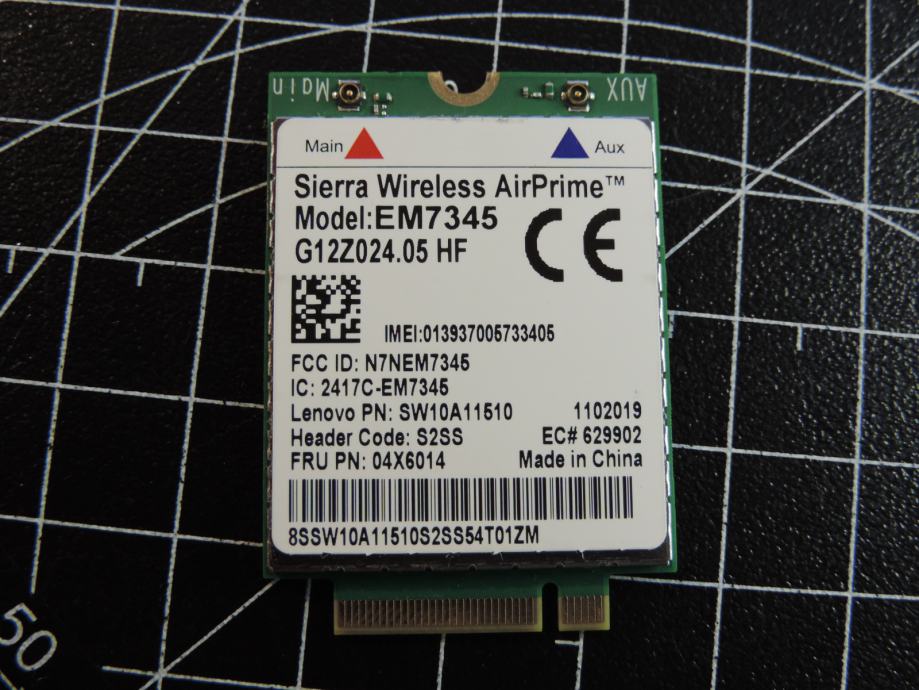 Main AUX
Main Aux
Sierra Wireless AirPrime™
Model:EM7345
G12Z024.05 HF
CE
IMEI:013937005733405
FCC ID: N7NEM7345
IC: 2417C-EM7345
Lenovo PN: SW10A11510 1102019
Header Code: S2SS EC# 629902
FRU PN: 04X6014 Made in China
8SSW10A11510S2SS54T01ZM
50